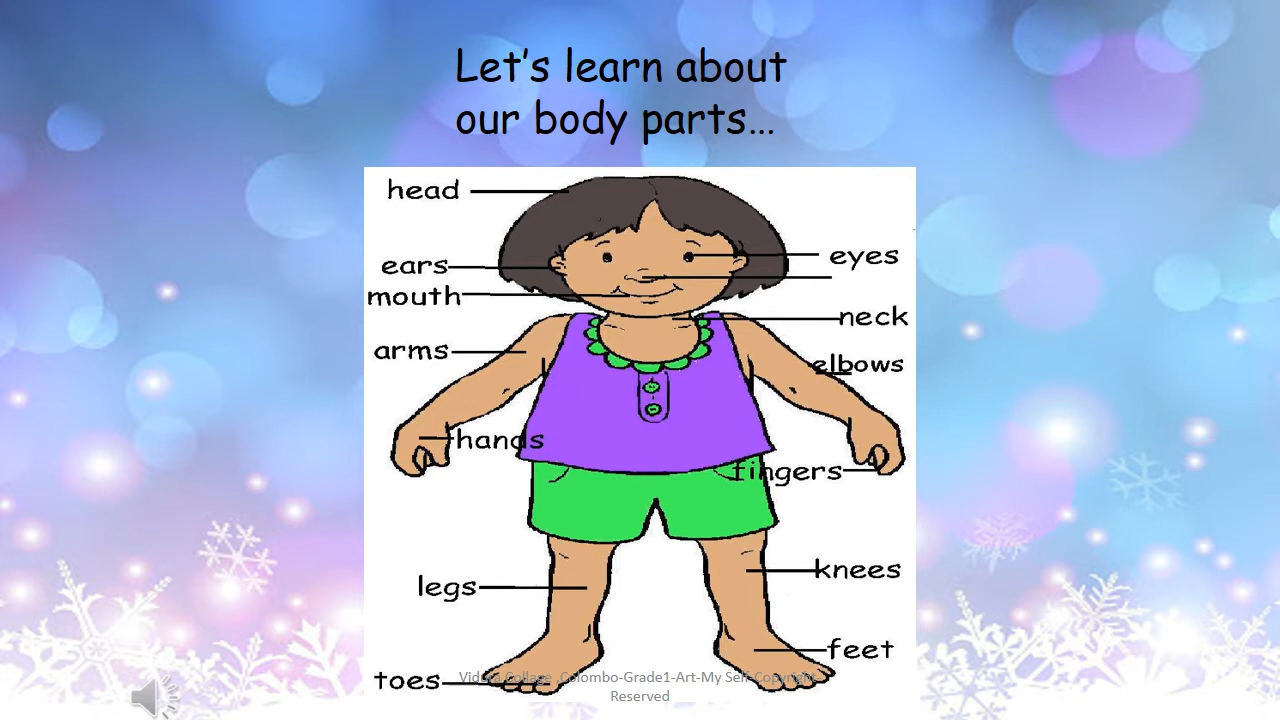 Let's learn about
our body parts...
head
ears
eyes
mouth
neck
arms
elbows
hands
fingers
legs
knees
feet
toes
Colombo-Grade1-Art-My Self-Copyright
Reserved